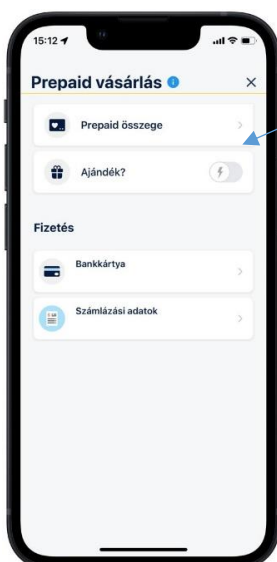 15:12
Prepaid vásárlás
Prepaid összege
Ajándék?
Fizetés
Bankkártya
Számlázási adatok